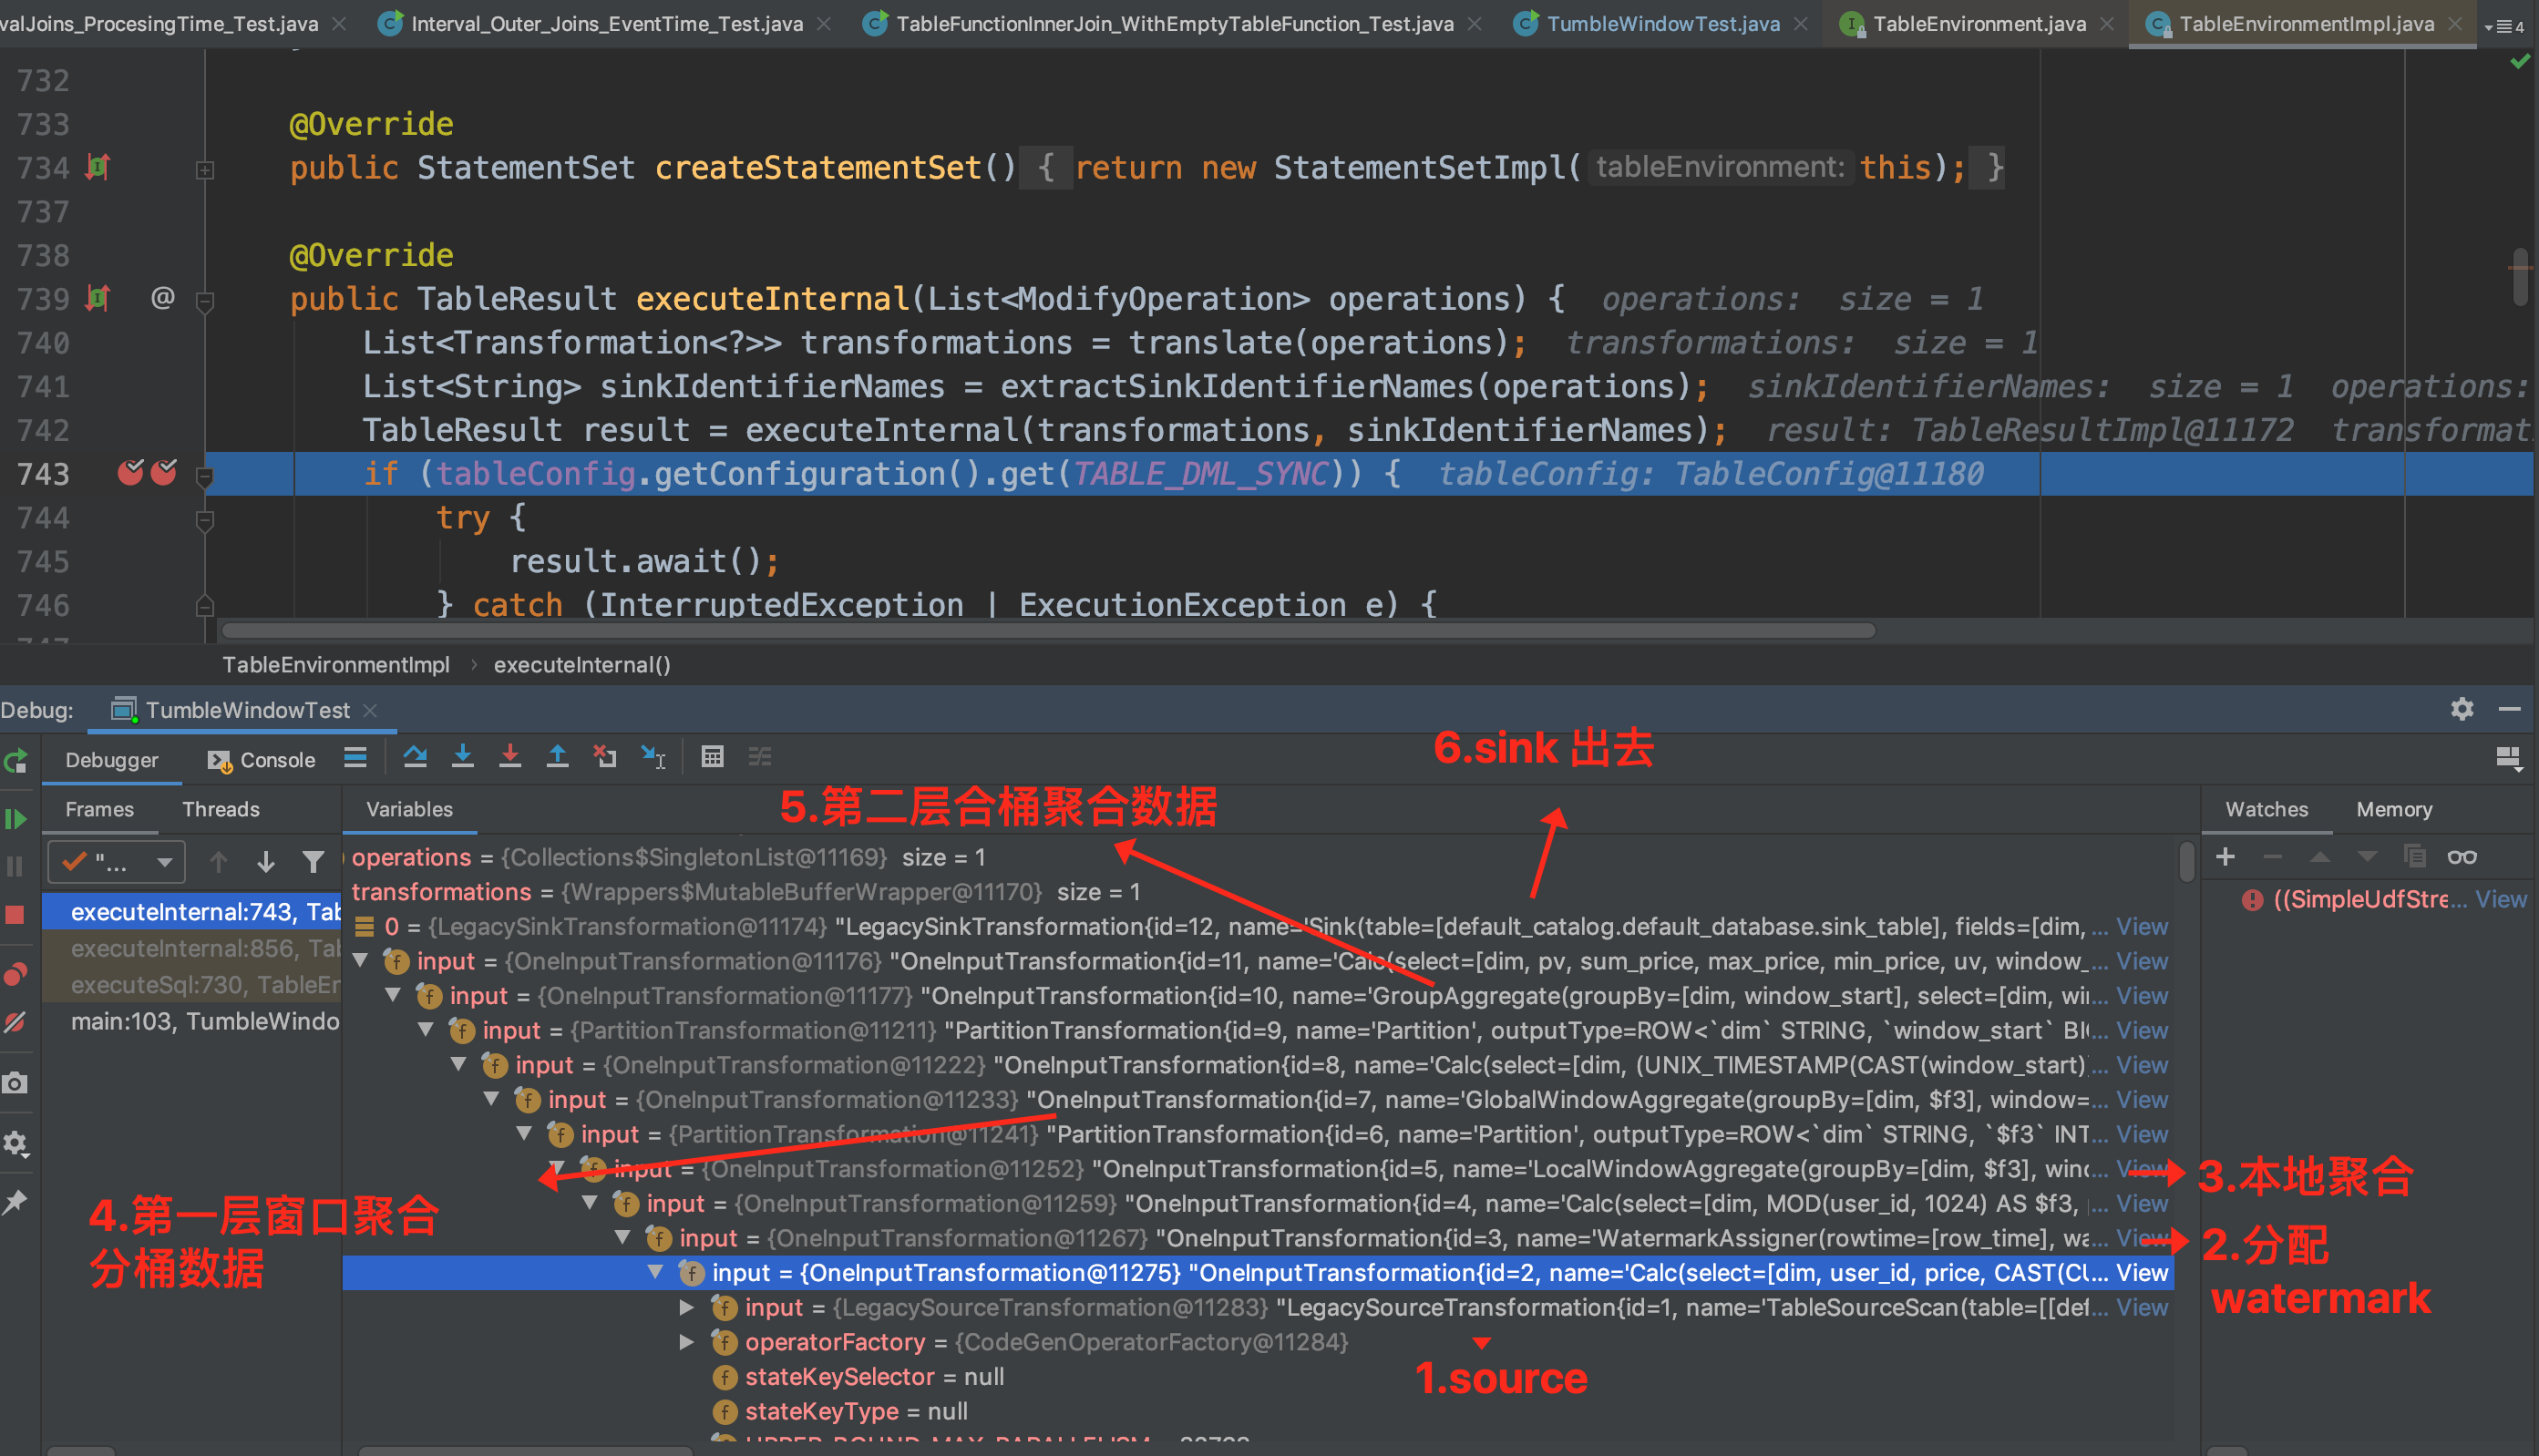 valJoins_ProcesingTime_Test.java
Interval_Outer_Joins_EventTime_Test.java
TableFunctionInnerJoin_WithEmptyTableFunction_Test.java
TumbleWindowTest.java
TableEnvironment.java
TableEnvironmentImpl.java
4
732
733 @Override
734 public StatementSet createStatementSet() { return new StatementSetImpl( tableEnvironment: this); }
737
738 @Override
739 @ public TableResult executeInternal(List<ModifyOperation> operations) { operations: size = 1
740 List<Transformation<?>> transformations = translate(operations); transformations: size = 1
741 List<String> sinkIdentifierNames = extractSinkIdentifierNames(operations); sinkIdentifierNames: size = 1 operations:
742 TableResult result = executeInternal(transformations, sinkIdentifierNames); result: TableResultImpl@11172 transformat
743 if (tableConfig.getConfiguration().get(TABLE_DML_SYNC)) { tableConfig: TableConfig@11180
744 try {
745 result.await();
746 } catch (InterruptedException | ExecutionException e) {
747
TableEnvironmentImpl › executeInternal()
Debug: TumbleWindowTest
Debugger Console
6.sink 出去
Frames Threads Variables
5.第二层合桶聚合数据
Watches Memory
"...
operations = {Collections$SingletonList@11169} size = 1
transformations = {Wrappers$MutableBufferWrapper@11170} size = 1
((SimpleUdfStre... View
executeInternal:743, Tab
executeInternal:856, Tab
executeSql:730, TableEn
main:103, TumbleWindo
0 = {LegacySinkTransformation@11174} "LegacySinkTransformation{id=12, name='Sink(table=[default_catalog.default_database.sink_table], fields=[dim, ... View
input = {OneInputTransformation@11176} "OneInputTransformation{id=11, name='Calc(select=[dim, pv, sum_price, max_price, min_price, uv, window_... View
input = {OneInputTransformation@11177} "OneInputTransformation{id=10, name='GroupAggregate(groupBy=[dim, window_start], select=[dim, wi... View
input = {PartitionTransformation@11211} "PartitionTransformation{id=9, name='Partition', outputType=ROW<`dim` STRING, `window_start` BI... View
input = {OneInputTransformation@11222} "OneInputTransformation{id=8, name='Calc(select=[dim, (UNIX_TIMESTAMP(CAST(window_start)... View
input = {OneInputTransformation@11233} "OneInputTransformation{id=7, name='GlobalWindowAggregate(groupBy=[dim, $f3], window=... View
input = {PartitionTransformation@11241} "PartitionTransformation{id=6, name='Partition', outputType=ROW<`dim` STRING, `$f3` INT... View
input = {OneInputTransformation@11252} "OneInputTransformation{id=5, name='LocalWindowAggregate(groupBy=[dim, $f3], wind... View
3.本地聚合
input = {OneInputTransformation@11259} "OneInputTransformation{id=4, name='Calc(select=[dim, MOD(user_id, 1024) AS $f3, ... View
4.第一层窗口聚合
分桶数据
input = {OneInputTransformation@11267} "OneInputTransformation{id=3, name='WatermarkAssigner(rowtime=[row_time], wa... View
2.分配
watermark
input = {OneInputTransformation@11275} "OneInputTransformation{id=2, name='Calc(select=[dim, user_id, price, CAST(CU... View
input = {LegacySourceTransformation@11283} "LegacySourceTransformation{id=1, name='TableSourceScan(table=[[def... View
operatorFactory = {CodeGenOperatorFactory@11284}
1.source
stateKeySelector = null
stateKeyType = null